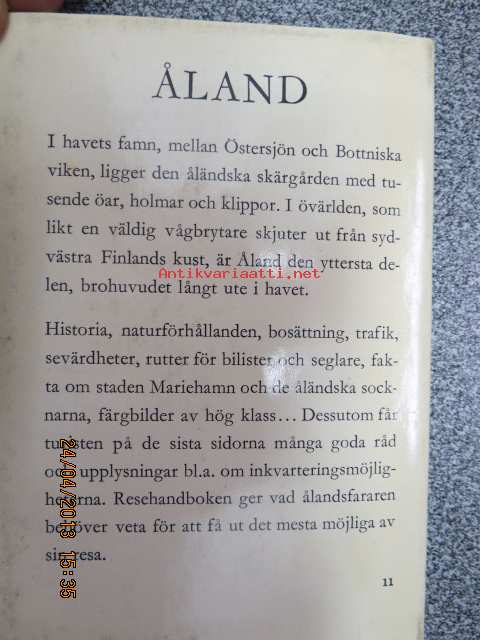 ÅLAND
I havets famn, mellan Östersjön och Bottniska
viken, ligger den åländska skärgården med tu-
sende öar, holmar och klippor. I övärlden, som
likt en väldig vågbrytare skjuter ut från syd-
västra Finlands kust, är Åland den yttersta de-
Antikvariaatti.net
len, brohuvudet långt ute i havet.
Historia, naturförhållanden, bosättning, trafik,
sevärdheter, rutter för bilister och seglare, fak-
ta om staden Mariehamn och de åländska sock-
narna, färgbilder av hög klass... Dessutom får
turisten på de sista sidorna många goda råd
och upplysningar bl.a. om inkvarteringsmöjlig-
heterna. Resehandboken ger vad ålandsfararen
behöver veta för att få ut det mesta möjliga av
sin resa.
11
24/04/2013 15:35